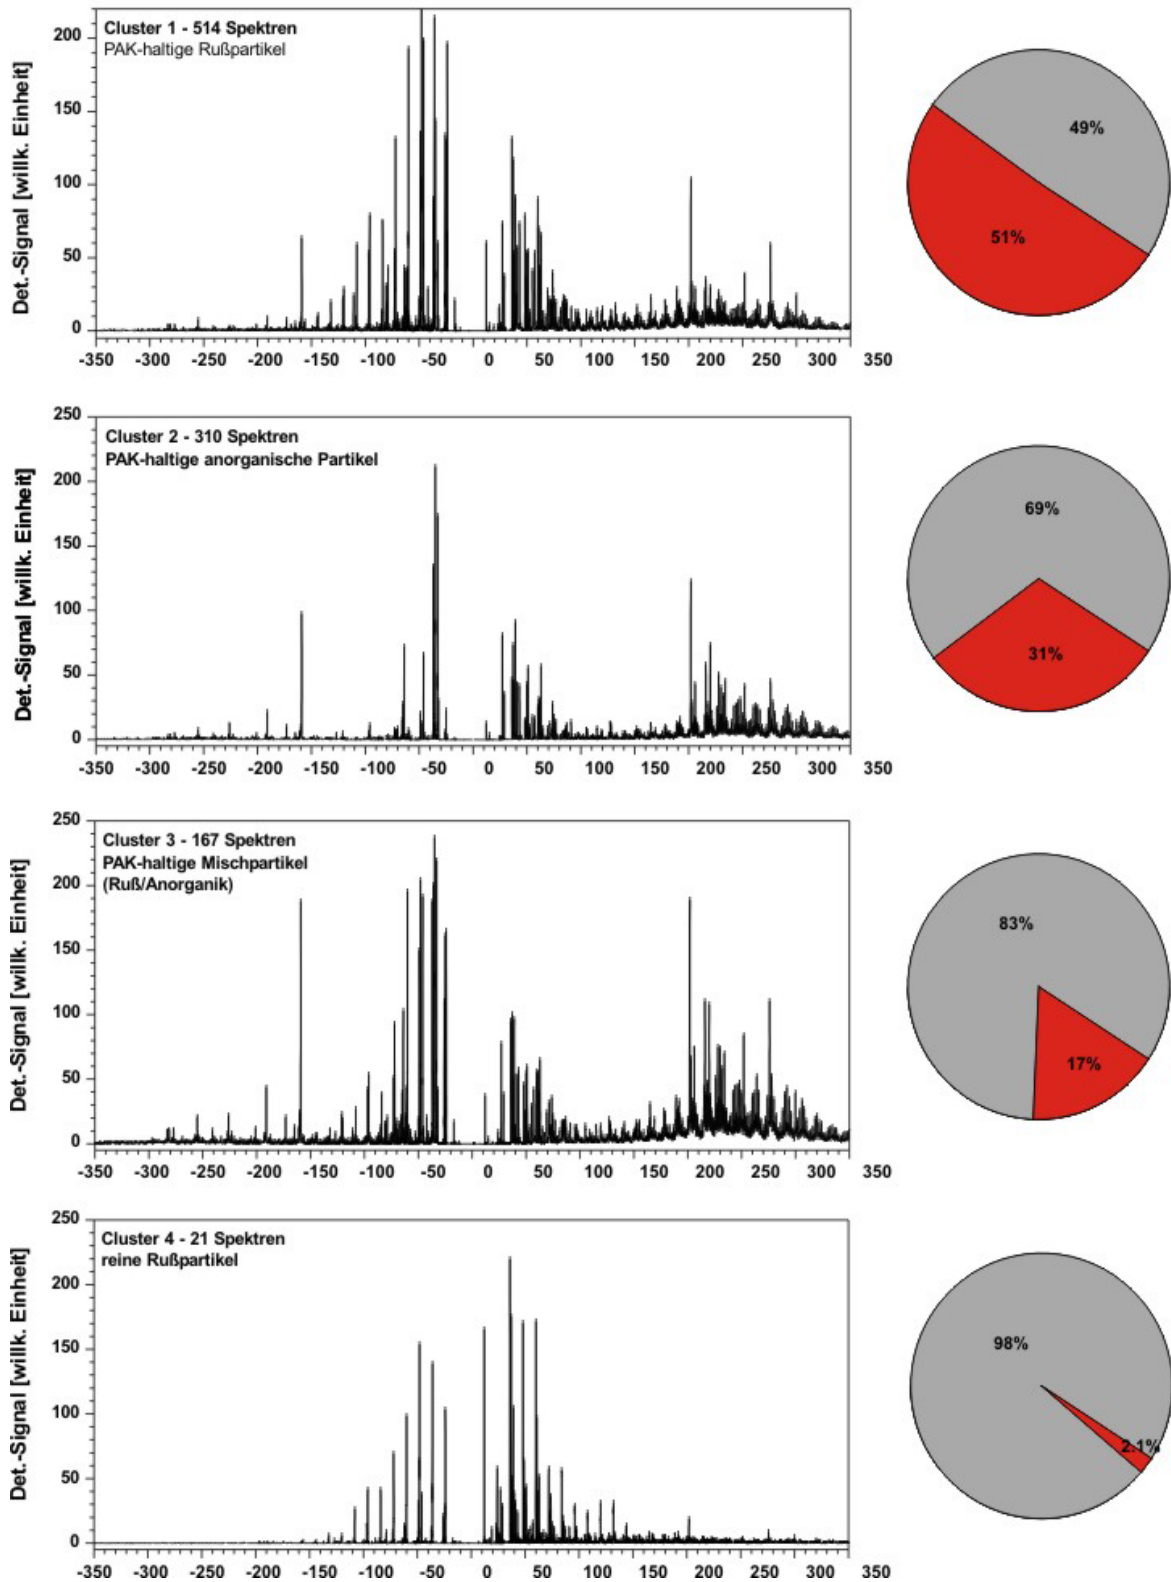 Det.-Signal [willk. Einheit]
200
150
100
50
0
Cluster 1 - 514 Spektren
PAK-haltige Rußpartikel
-350 -300 -250 -200 -150 -100 -50 0 50 100 150 200 250 300 350
49%
51%
Det.-Signal [willk. Einheit]
250
200
150
100
50
0
Cluster 2 - 310 Spektren
PAK-haltige anorganische Partikel
-350 -300 -250 -200 -150 -100 -50 0 50 100 150 200 250 300 350
69%
31%
Det.-Signal [willk. Einheit]
250
200
150
100
50
0
Cluster 3 - 167 Spektren
PAK-haltige Mischpartikel
(Ruß/Anorganik)
-350 -300 -250 -200 -150 -100 -50 0 50 100 150 200 250 300 350
83%
17%
Det.-Signal [willk. Einheit]
250
200
150
100
50
0
Cluster 4 - 21 Spektren
reine Rußpartikel
-350 -300 -250 -200 -150 -100 -50 0 50 100 150 200 250 300 350
98%
2.1%